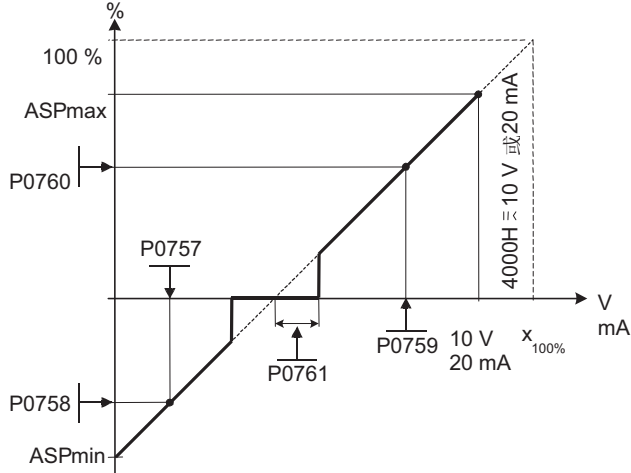 %
100 %
ASPmax
P0760
P0757
4000H ≙ 10 V 或 20 mA
V
mA
P0759
10 V
20 mA
x100%
P0761
P0758
ASPmin